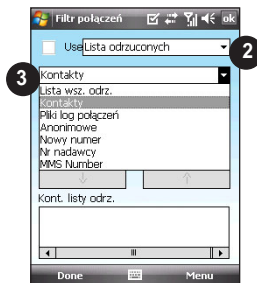 Filtr połączeń ok
Use Lista odrzuconych
2
3
Kontakty
Lista wsz. odrz.
Kontakty
Pliki log połączeń
Anonimowe
Nowy numer
Nr nadawcy
MMS Number
Kont. listy odrz.
Done Menu